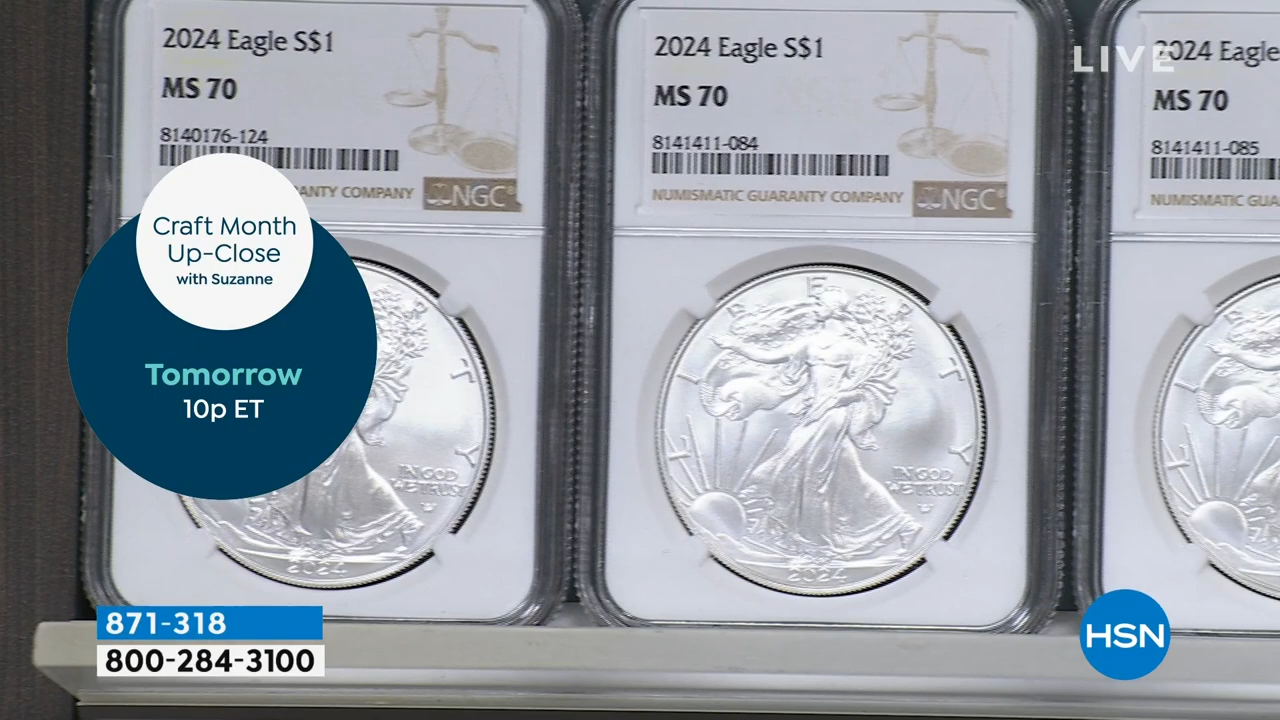 2024 Eagle S$1
MS 70
8140176-124
ANTY COMPANY
NGC
2024 Eagle S$1
MS 70
8141411-084
NUMISMATIC GUARANTY COMPANY
NGC
LIVE
2024 Eagle
MS 70
8141411-085
NUMISMATIC GUA
Craft Month
Up-Close
with Suzanne
Tomorrow
10p ET
T
Y
IN GOD
WE TRUST
2024
L I B E R T Y
IN GOD
WE TRUST
2024
L I
871-318
800-284-3100
HSN